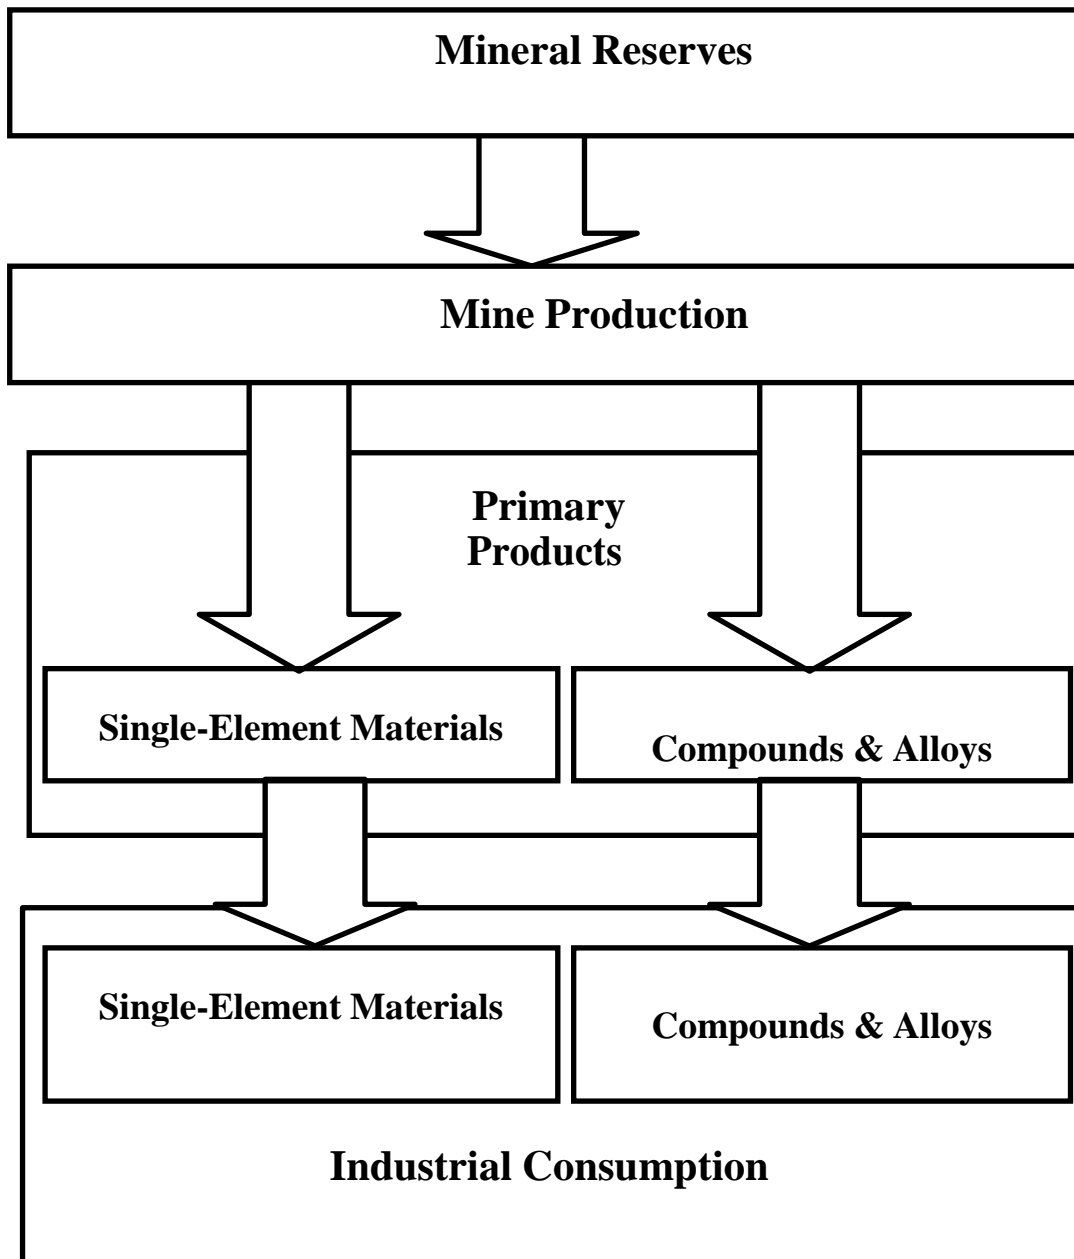 Mineral Reserves
Mine Production
Primary
Products
Single-Element Materials
Compounds & Alloys
Single-Element Materials
Compounds & Alloys
Industrial Consumption